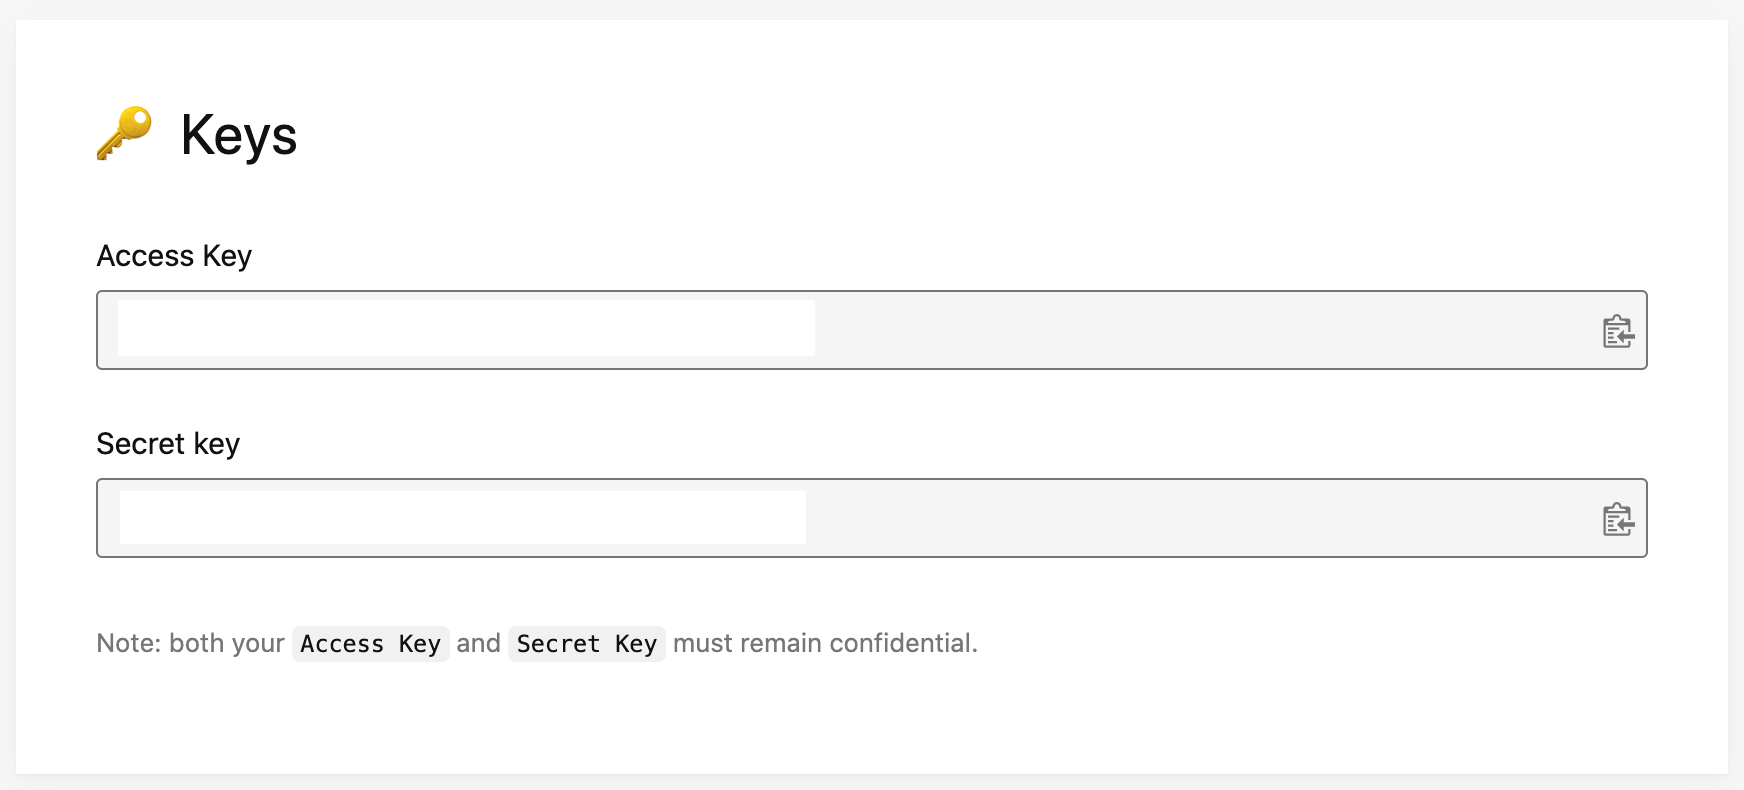 Keys
Access Key
Secret key
Note: both your Access Key and Secret Key must remain confidential.